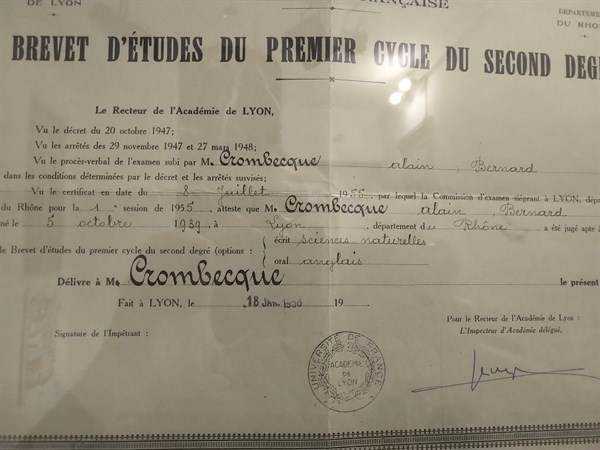 DE LYON
FRANÇAISE
DÉPARTEMENT
DU RHÔ
BREVET D'ÉTUDES DU PREMIER CYCLE DU SECOND DEGR
Le Recteur de l'Académie de LYON,
Vu le décret du 20 octobre 1947;
Vu les arrêtés des 29 novembre 1947 et 27 mars 1948;
Vu le procès-verbal de l'examen subi par M. Crombecque alain, Bernard
dans les conditions déterminées par le décret et les arrêtés survisés;
Vu le certificat en date du 8 Juillet 1955, par lequel la Commission d'examen siégeant à LYON, dépa
du Rhône pour la 1e session de 1955, atteste que M. Crombecque alain, Bernard
né le 5 octobre 1939, à Lyon, département du Rhône a été jugé apte à
le Brevet d'études du premier cycle du second degré (options :
écrit sciences naturelles
oral anglais
Délivre à M. Crombecque le présent
Fait à LYON, le 18 JAN. 19
Signature de l'Impétrant :
Pour le Recteur de l'Académie de Lyon :
L'Inspecteur d'Académie délégué,
UNIVERSITÉ DE FRANCE
ACADÉMIE
DE
LYON